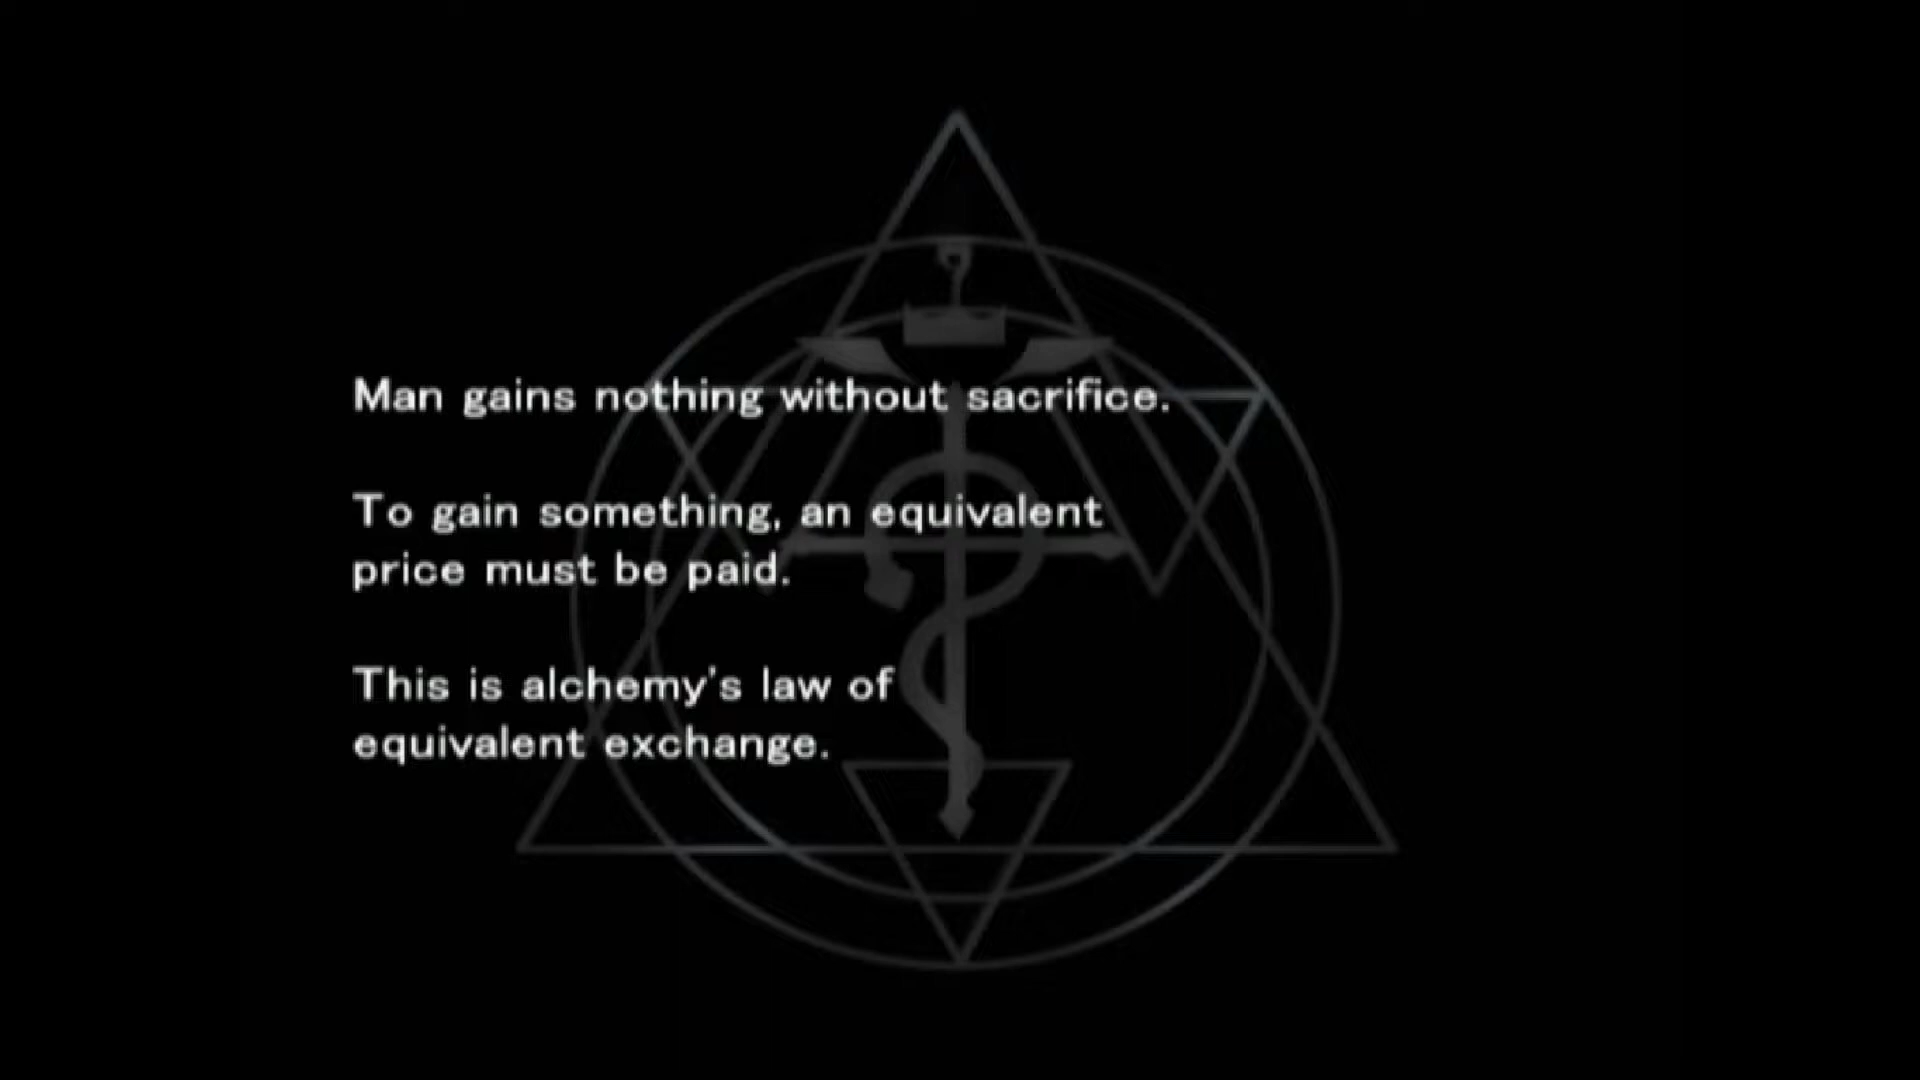 Man gains nothing without sacrifice.
To gain something, an equivalent
price must be paid.
This is alchemy's law of
equivalent exchange.